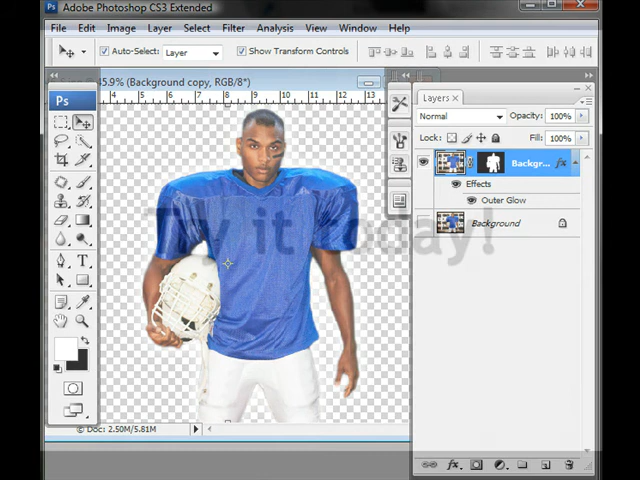 Adobe Photoshop CS3 Extended
File Edit Image Layer Select Filter Analysis View Window Help
Auto-Select: Layer Show Transform Controls
45.9% (Background copy, RGB/8*)
4 5 6 7 8 9 10 11 12 13
Ps
Layers
Normal Opacity: 100%
Lock: Fill: 100%
Backgr... fx
Effects
Outer Glow
Background
Try it today!
T
Doc: 2.50M/5.81M
fx